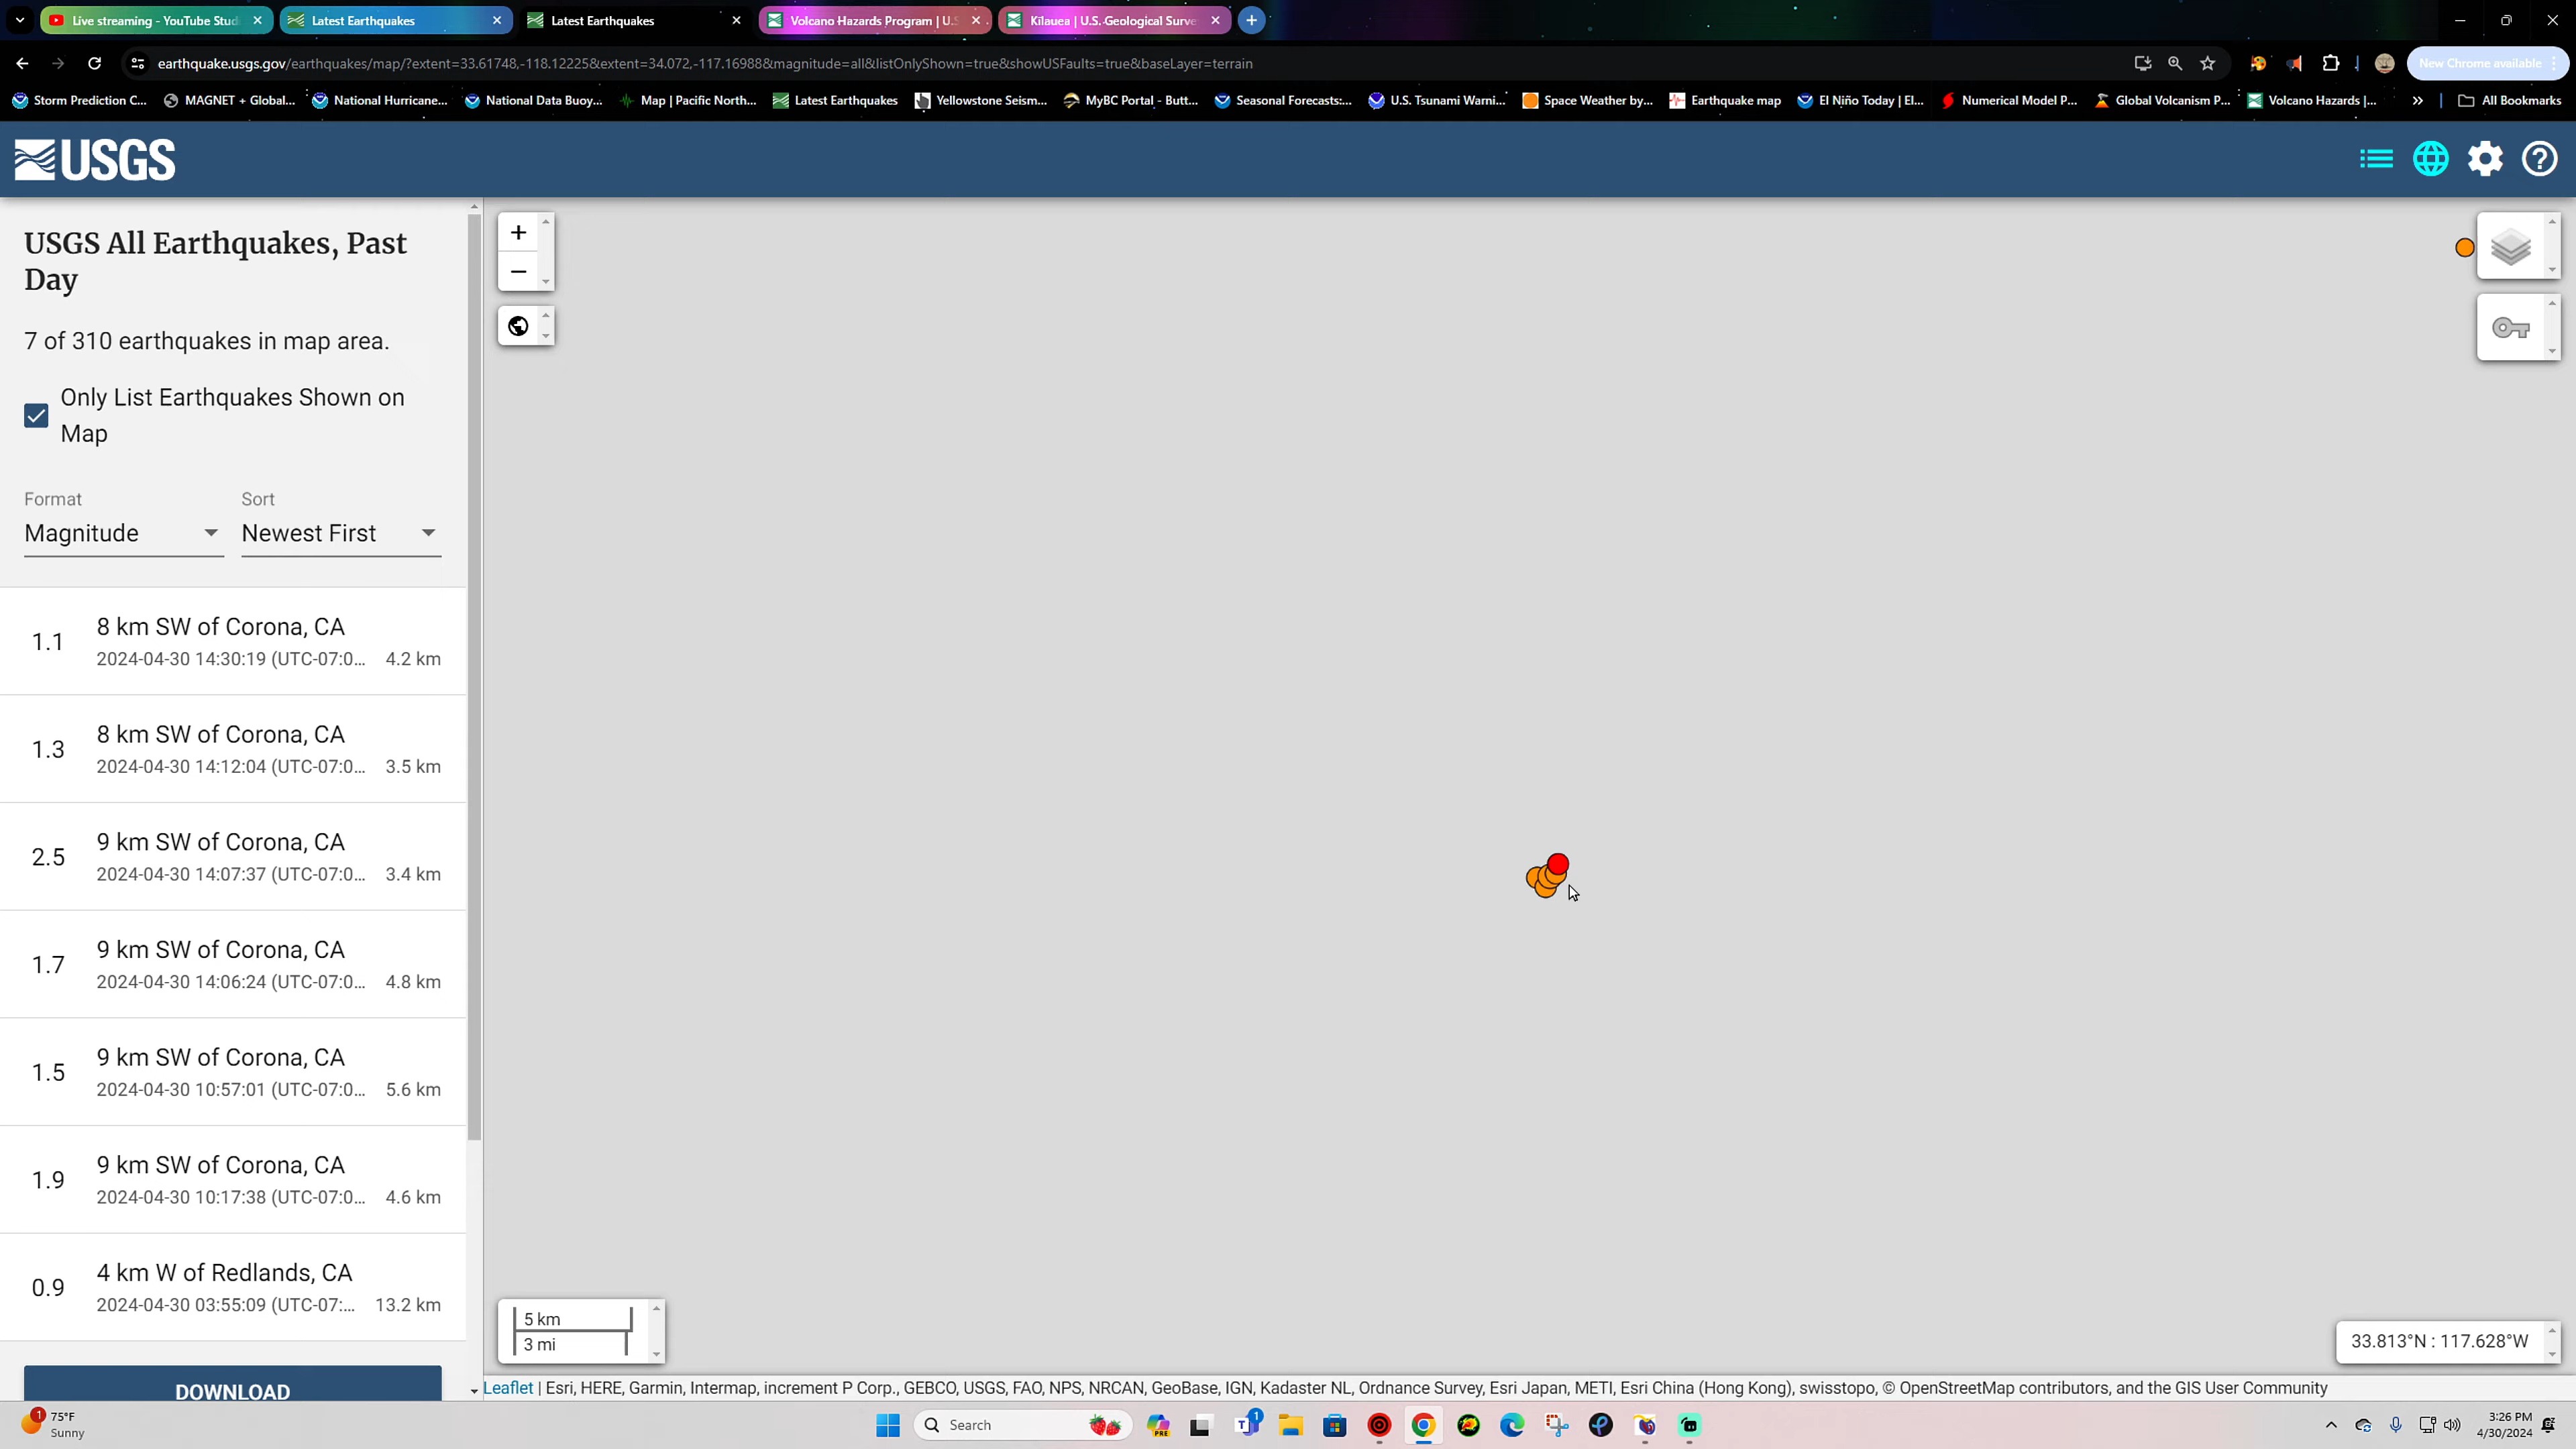 Live streaming - YouTube Stud
Latest Earthquakes
Latest Earthquakes
Volcano Hazards Program | U.S.
Kīlauea | U.S. Geological Surve
earthquake.usgs.gov/earthquakes/map/?extent=33.61748,-118.12225&extent=34.072,-117.16988&magnitude=all&listOnlyShown=true&showUSFaults=true&baseLayer=terrain
New Chrome available
Storm Prediction C...
MAGNET + Global...
National Hurricane...
National Data Buoy...
Map | Pacific North...
Latest Earthquakes
Yellowstone Seism...
MyBC Portal - Butt...
Seasonal Forecasts:...
U.S. Tsunami Warni...
Space Weather by...
Earthquake map
El Niño Today | El...
Numerical Model P...
Global Volcanism P...
Volcano Hazards |...
All Bookmarks
USGS
USGS All Earthquakes, Past
Day
7 of 310 earthquakes in map area.
Only List Earthquakes Shown on
Map
Format
Sort
Magnitude
Newest First
1.1
8 km SW of Corona, CA
2024-04-30 14:30:19 (UTC-07:0...
4.2 km
1.3
8 km SW of Corona, CA
2024-04-30 14:12:04 (UTC-07:0...
3.5 km
2.5
9 km SW of Corona, CA
2024-04-30 14:07:37 (UTC-07:0...
3.4 km
1.7
9 km SW of Corona, CA
2024-04-30 14:06:24 (UTC-07:0...
4.8 km
1.5
9 km SW of Corona, CA
2024-04-30 10:57:01 (UTC-07:0...
5.6 km
1.9
9 km SW of Corona, CA
2024-04-30 10:17:38 (UTC-07:0...
4.6 km
0.9
4 km W of Redlands, CA
2024-04-30 03:55:09 (UTC-07:...
13.2 km
DOWNLOAD
+
−
5 km
3 mi
33.813°N : 117.628°W
Leaflet | Esri, HERE, Garmin, Intermap, increment P Corp., GEBCO, USGS, FAO, NPS, NRCAN, GeoBase, IGN, Kadaster NL, Ordnance Survey, Esri Japan, METI, Esri China (Hong Kong), swisstopo, © OpenStreetMap contributors, and the GIS User Community
1
75°F
Sunny
Search
PRE
1
3:26 PM
4/30/2024